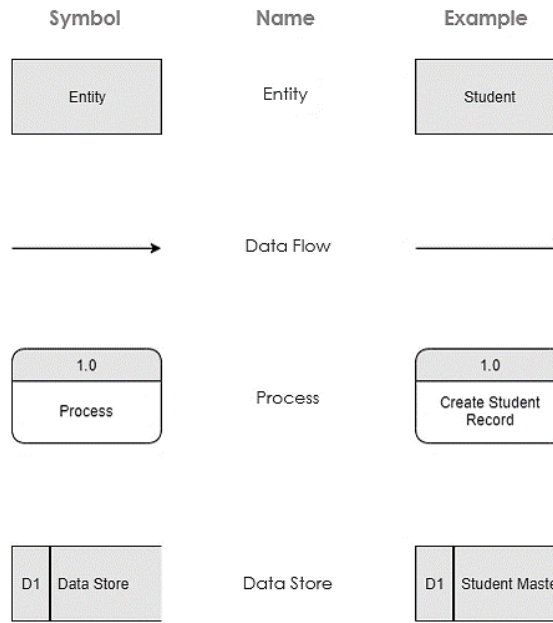 Symbol Name Example
Entity Entity Student
Data Flow
1.0 1.0
Process Process Create Student
Record
D1 Data Store Data Store D1 Student Maste